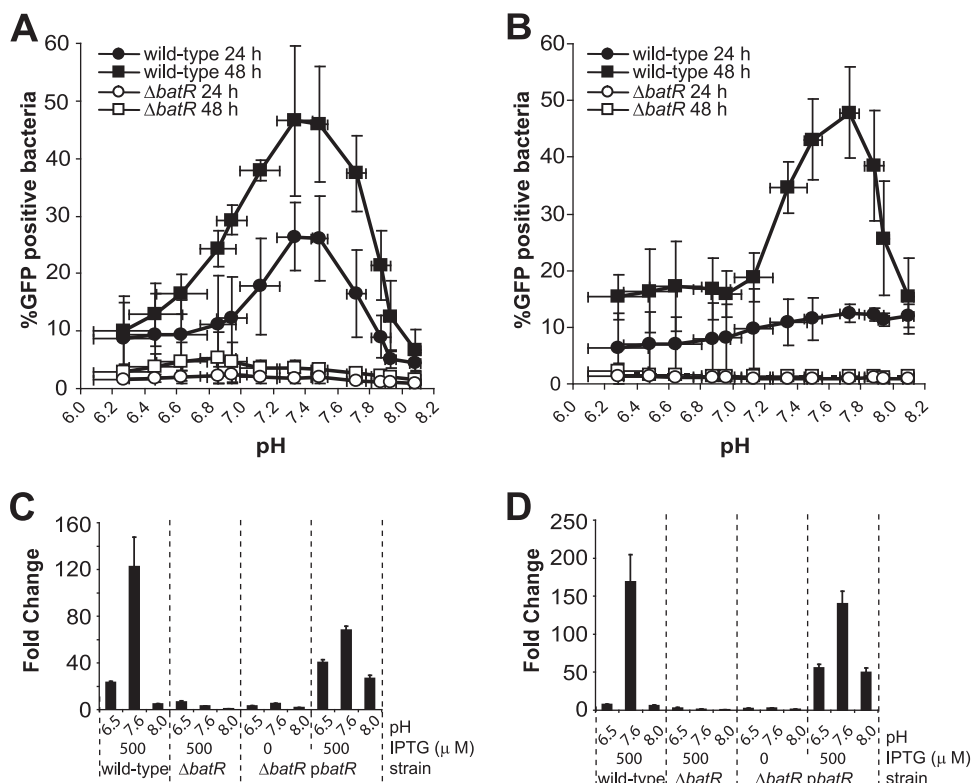 A
B
60
50
40
30
20
10
0
%GFP positive bacteria
wild-type 24 h
wild-type 48 h
ΔbatR 24 h
ΔbatR 48 h
6.0 6.2 6.4 6.6 6.8 7.0 7.2 7.4 7.6 7.8 8.0 8.2
pH
60
50
40
30
20
10
0
%GFP positive bacteria
wild-type 24 h
wild-type 48 h
ΔbatR 24 h
ΔbatR 48 h
6.0 6.2 6.4 6.6 6.8 7.0 7.2 7.4 7.6 7.8 8.0 8.2
pH
C
D
160
120
80
40
0
Fold Change
6.5 7.6 8.0 6.5 7.6 8.0 6.5 7.6 8.0 6.5 7.6 8.0 pH
500 500 0 500 IPTG (μ M)
wild-type ΔbatR ΔbatR pbatR strain
250
200
150
100
50
0
Fold Change
6.5 7.6 8.0 6.5 7.6 8.0 6.5 7.6 8.0 6.5 7.6 8.0 pH
500 500 0 500 IPTG (μ M)
wild-type ΔbatR ΔbatR pbatR strain